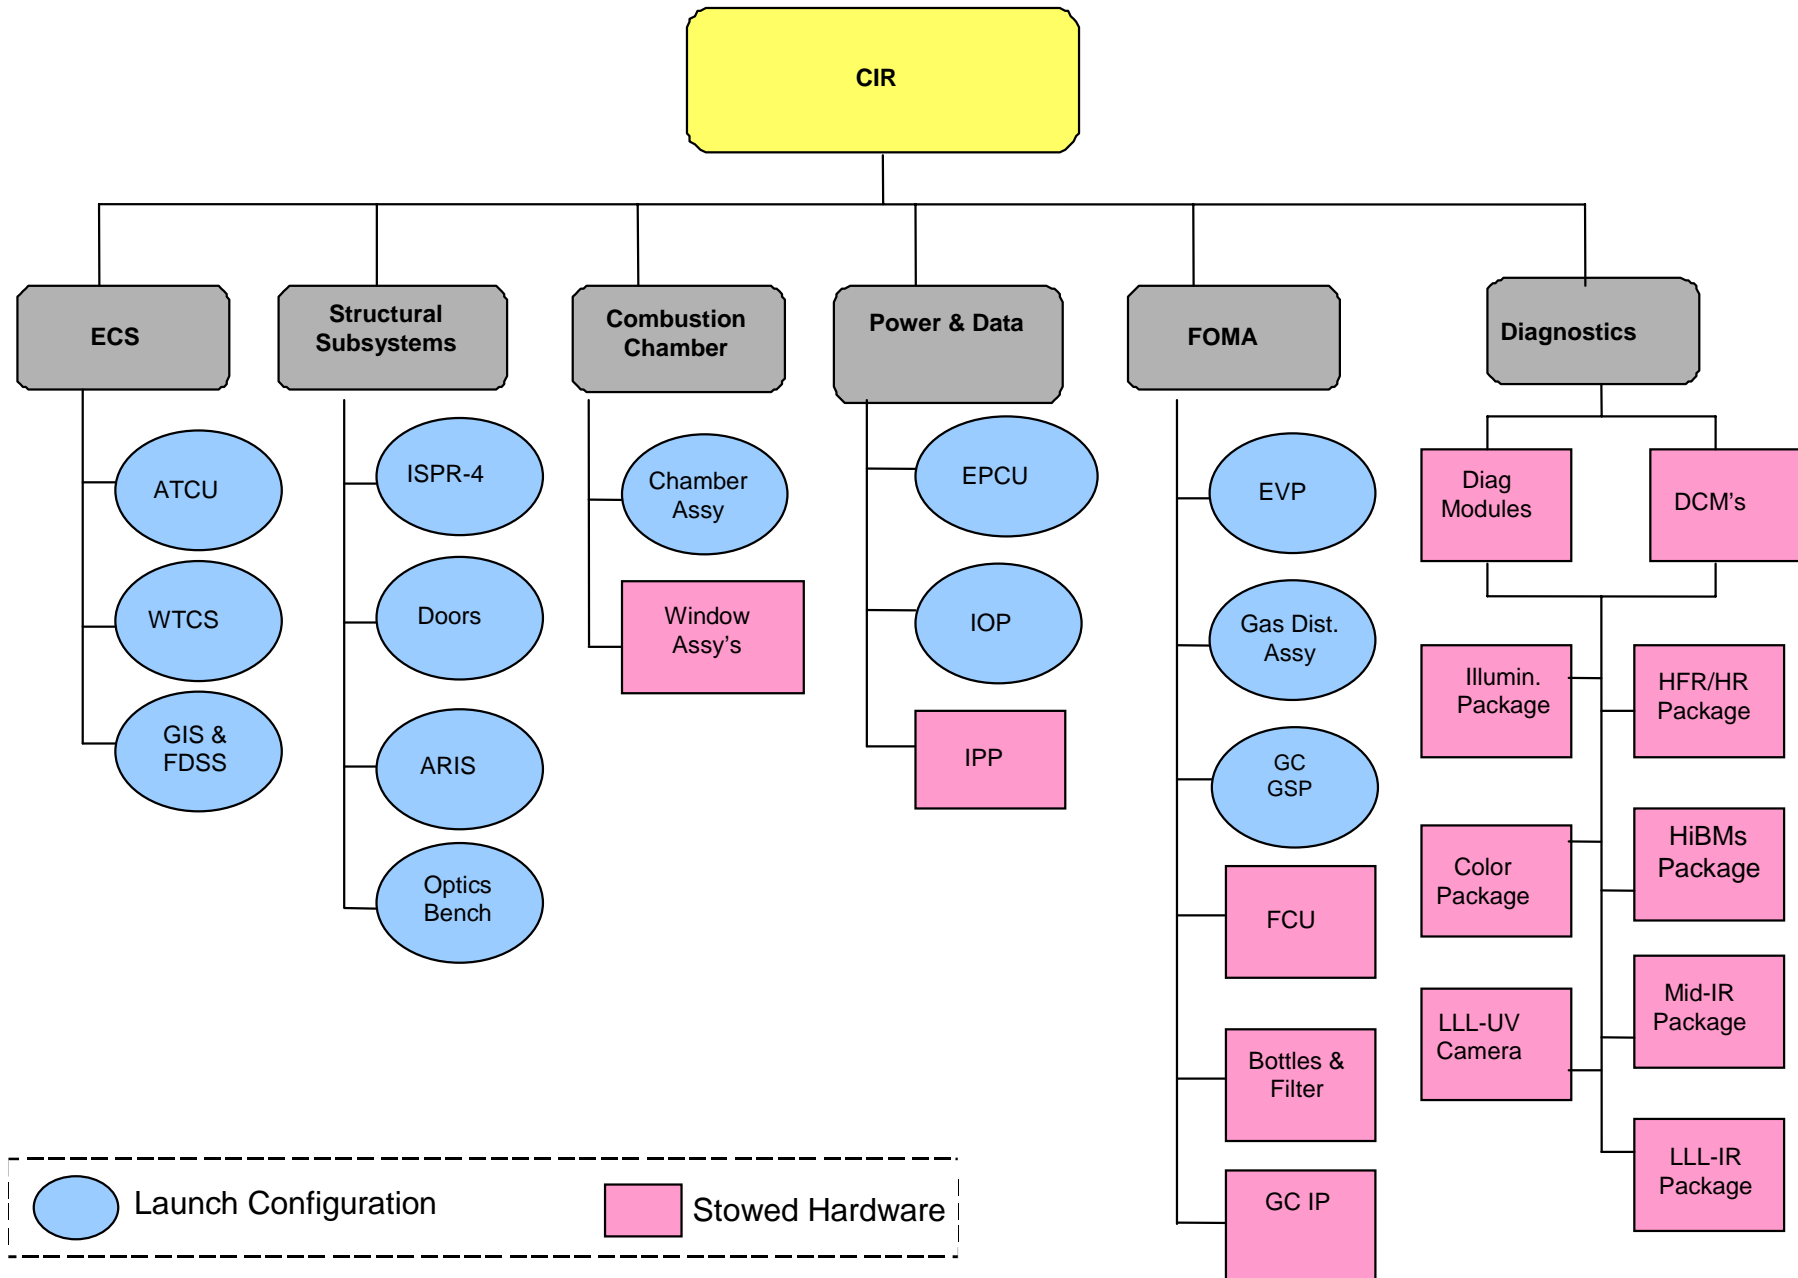 CIR
ECS
Structural
Subsystems
Combustion
Chamber
Power & Data
FOMA
Diagnostics
ATCU
WTCS
GIS &
FDSS
ISPR-4
Doors
ARIS
Optics
Bench
Chamber
Assy
Window
Assy's
EPCU
IOP
IPP
EVP
Gas Dist.
Assy
GC
GSP
FCU
Bottles &
Filter
GC IP
Diag
Modules
DCM's
Illumin.
Package
HFR/HR
Package
Color
Package
HiBMs
Package
LLL-UV
Camera
Mid-IR
Package
LLL-IR
Package
Launch Configuration
Stowed Hardware